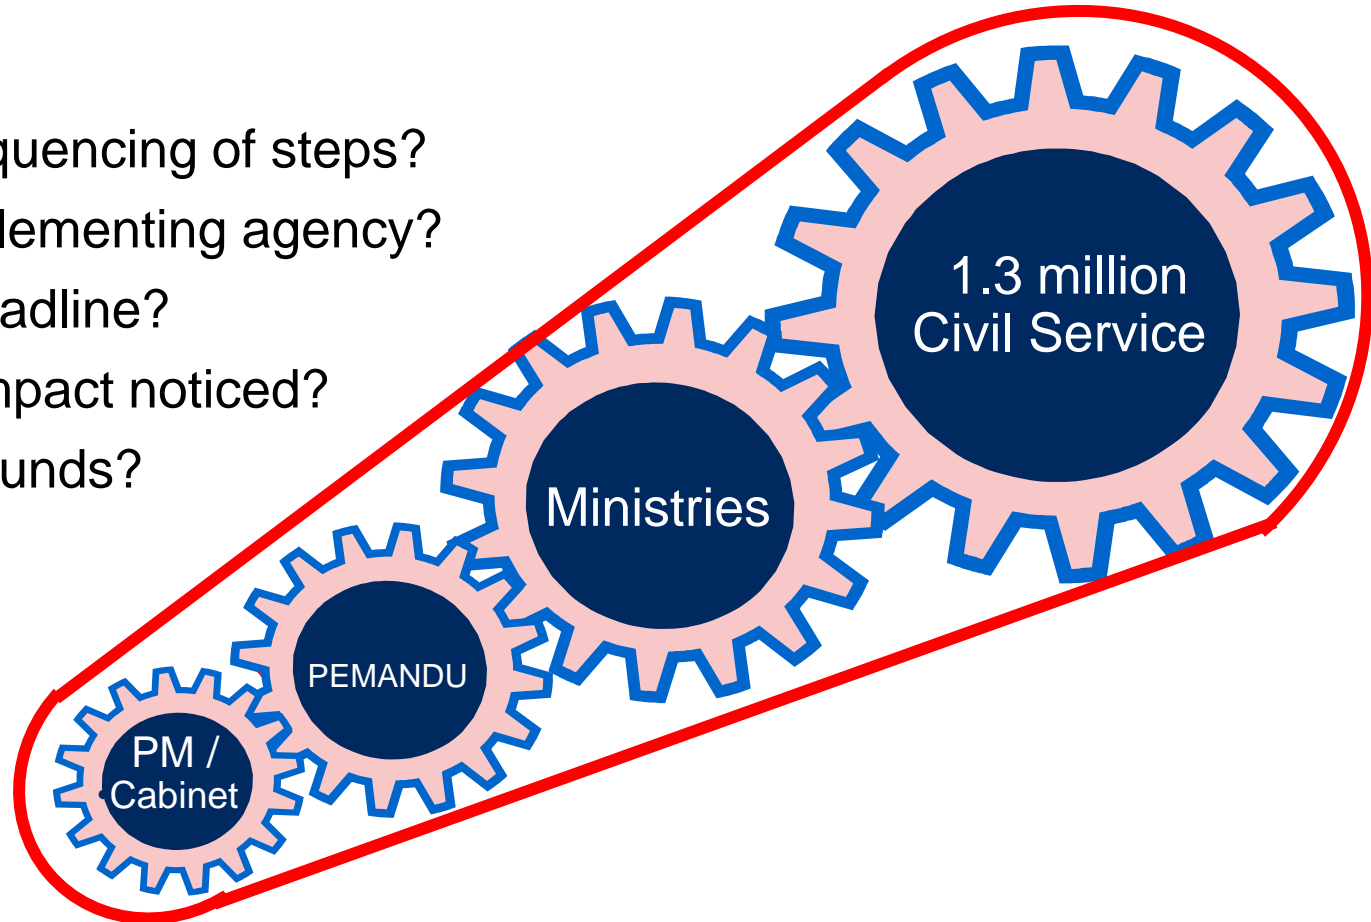 quencing of steps?
lementing agency?
adline?
npact noticed?
unds?
1.3 million
Civil Service
Ministries
PEMANDU
PM /
•Cabinet